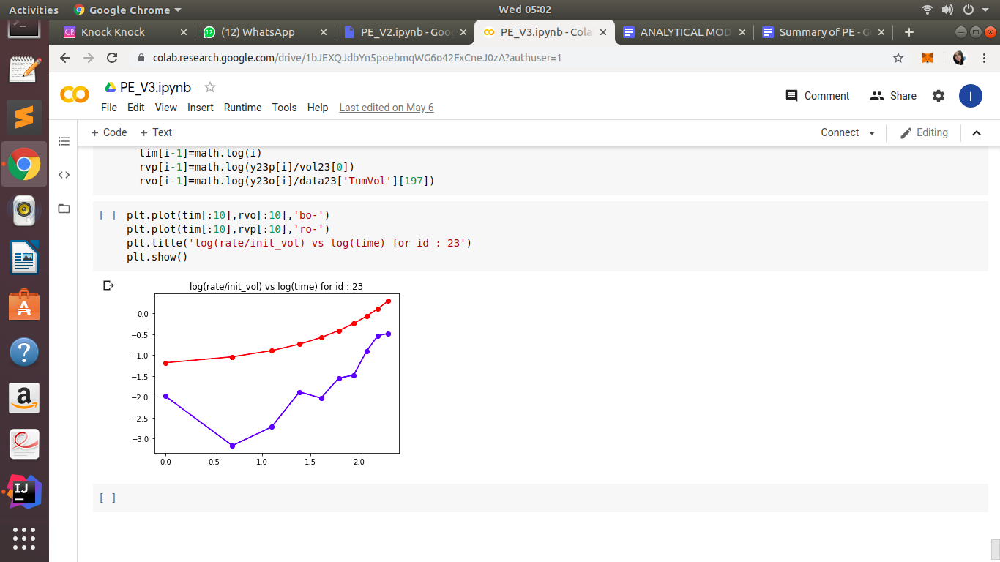 Activities Google Chrome Wed 05:02
Knock Knock (12) WhatsApp PE_V2.ipynb - Goo PE_V3.ipynb - Cola ANALYTICAL MOD Summary of PE - G
colab.research.google.com/drive/1bJEXQJdbYn5poebmqWG6o42FxCneJ0zA?authuser=1
PE_V3.ipynb
File Edit View Insert Runtime Tools Help Last edited on May 6
Comment Share I
+ Code + Text Connect Editing
tim[i-1]=math.log(i)
rvp[i-1]=math.log(y23p[i]/vol23[0])
rvo[i-1]=math.log(y23o[i]/data23['TumVol'][197])
[ ] plt.plot(tim[:10],rvo[:10],'bo-')
plt.plot(tim[:10],rvp[:10],'ro-')
plt.title('log(rate/init_vol) vs log(time) for id : 23')
plt.show()
log(rate/init_vol) vs log(time) for id : 23
0.0
−0.5
−1.0
−1.5
−2.0
−2.5
−3.0
0.0 0.5 1.0 1.5 2.0
[ ]
CR
12
IJ
a
?